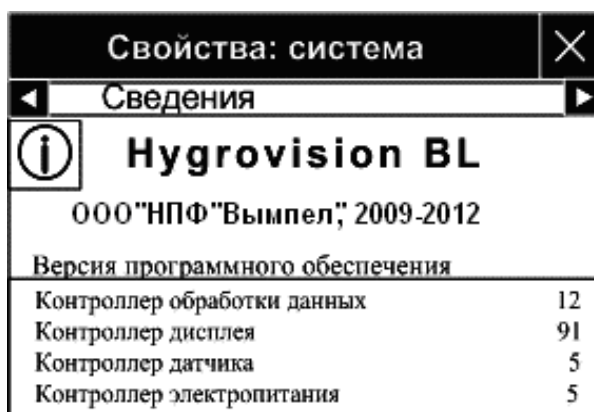 Свойства: система
Сведения
Hygrovision BL
ООО"НПФ"Вымпел", 2009-2012
Версия программного обеспечения
Контроллер обработки данных 12
Контроллер дисплея 91
Контроллер датчика 5
Контроллер электропитания 5